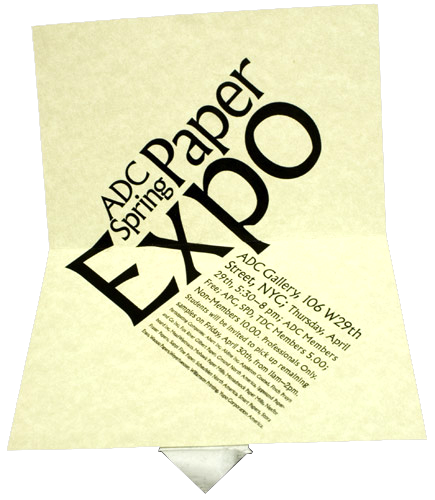 ADC
Spring
Paper
Expo
ADC Gallery, 106 W29th
Street, NYC; Thursday, April
29th, 5:30–8 pm; ADC Members
Free; APC, SPD, TDC Members 5.00;
Non-Members 10.00. Professionals Only.
Students will be invited to pick up remaining
samples on Friday, April 30th, from 11am–2pm.